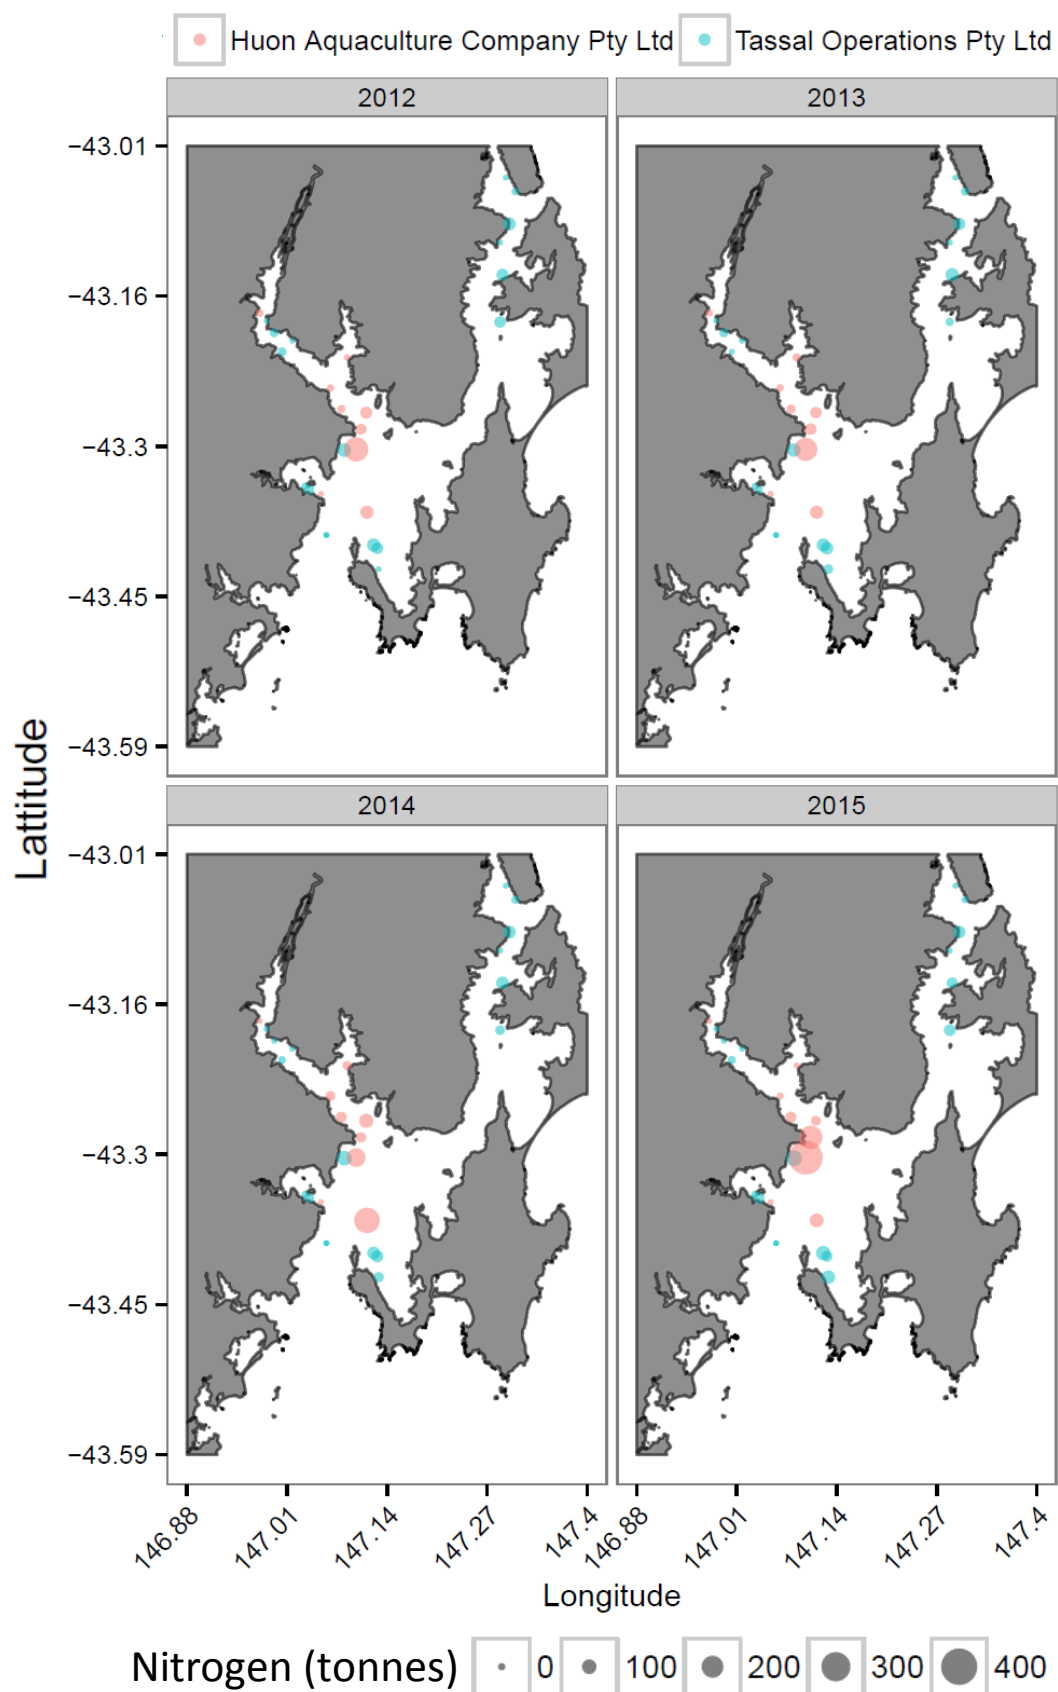 Huon Aquaculture Company Pty Ltd Tassal Operations Pty Ltd
2012 2013
−43.01
−43.16
−43.3
−43.45
−43.59
Lattitude
2014 2015
−43.01
−43.16
−43.3
−43.45
−43.59
146.88 147.01 147.14 147.27 147.4 146.88 147.01 147.14 147.27 147.4
Longitude
Nitrogen (tonnes) 0 100 200 300 400